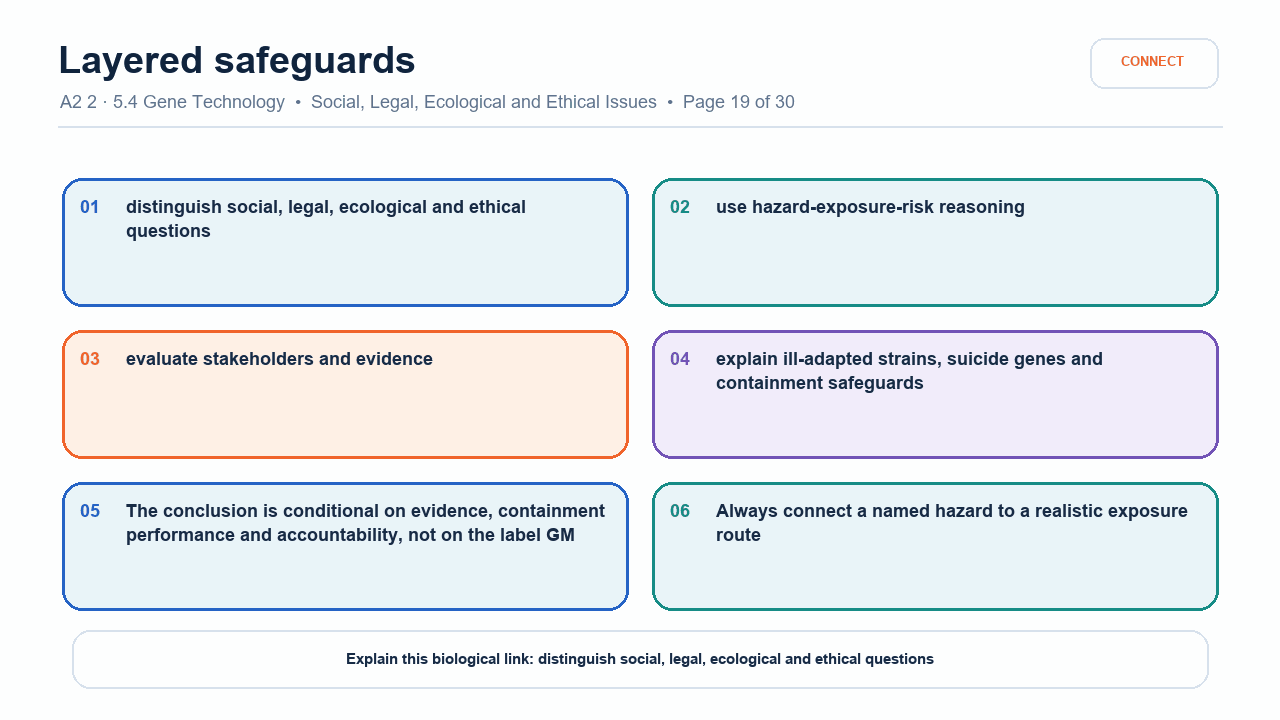 Layered safeguards
CONNECT
A2 2 · 5.4 Gene Technology • Social, Legal, Ecological and Ethical Issues • Page 19 of 30
01 distinguish social, legal, ecological and ethical
questions
02 use hazard-exposure-risk reasoning
03 evaluate stakeholders and evidence
04 explain ill-adapted strains, suicide genes and
containment safeguards
05 The conclusion is conditional on evidence, containment
performance and accountability, not on the label GM
06 Always connect a named hazard to a realistic exposure
route
Explain this biological link: distinguish social, legal, ecological and ethical questions